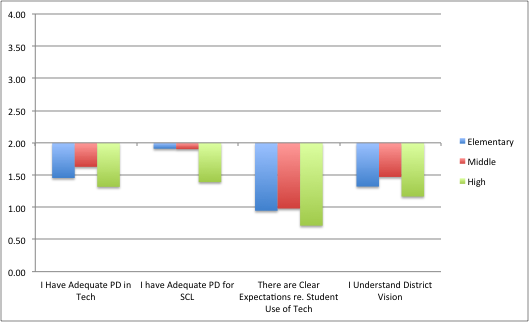 4.00
3.50
3.00
2.50
2.00
1.50
1.00
0.50
0.00
Elementary
Middle
High
I Have Adequate PD in
Tech
I have Adequate PD for
SCL
There are Clear
Expectations re. Student
Use of Tech
I Understand District
Vision